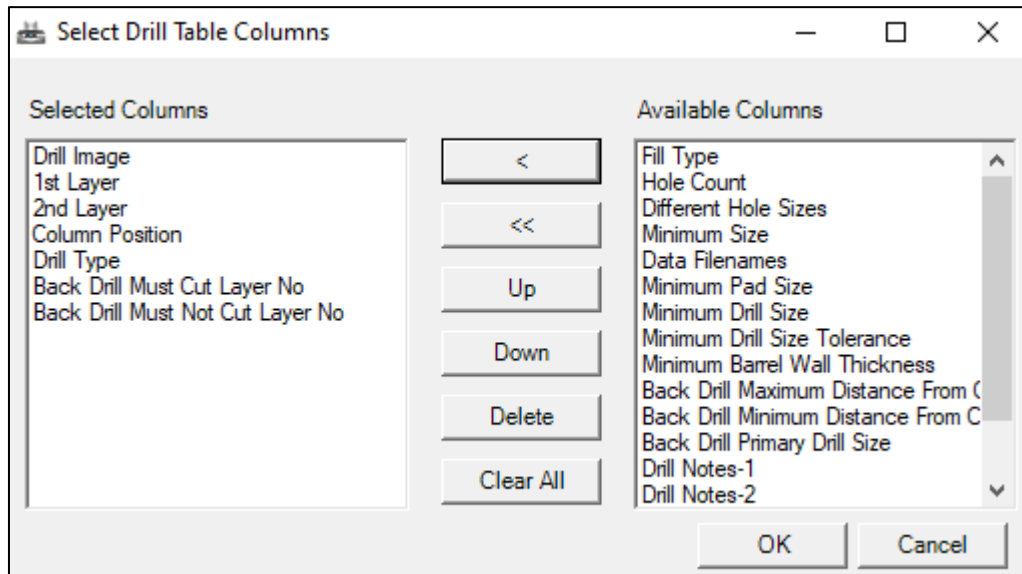 Select Drill Table Columns
Selected Columns
Drill Image
1st Layer
2nd Layer
Column Position
Drill Type
Back Drill Must Cut Layer No
Back Drill Must Not Cut Layer No
<
<<
Up
Down
Delete
Clear All
Available Columns
Fill Type
Hole Count
Different Hole Sizes
Minimum Size
Data Filenames
Minimum Pad Size
Minimum Drill Size
Minimum Drill Size Tolerance
Minimum Barrel Wall Thickness
Back Drill Maximum Distance From
Back Drill Minimum Distance From
Back Drill Primary Drill Size
Drill Notes-1
Drill Notes-2
OK
Cancel